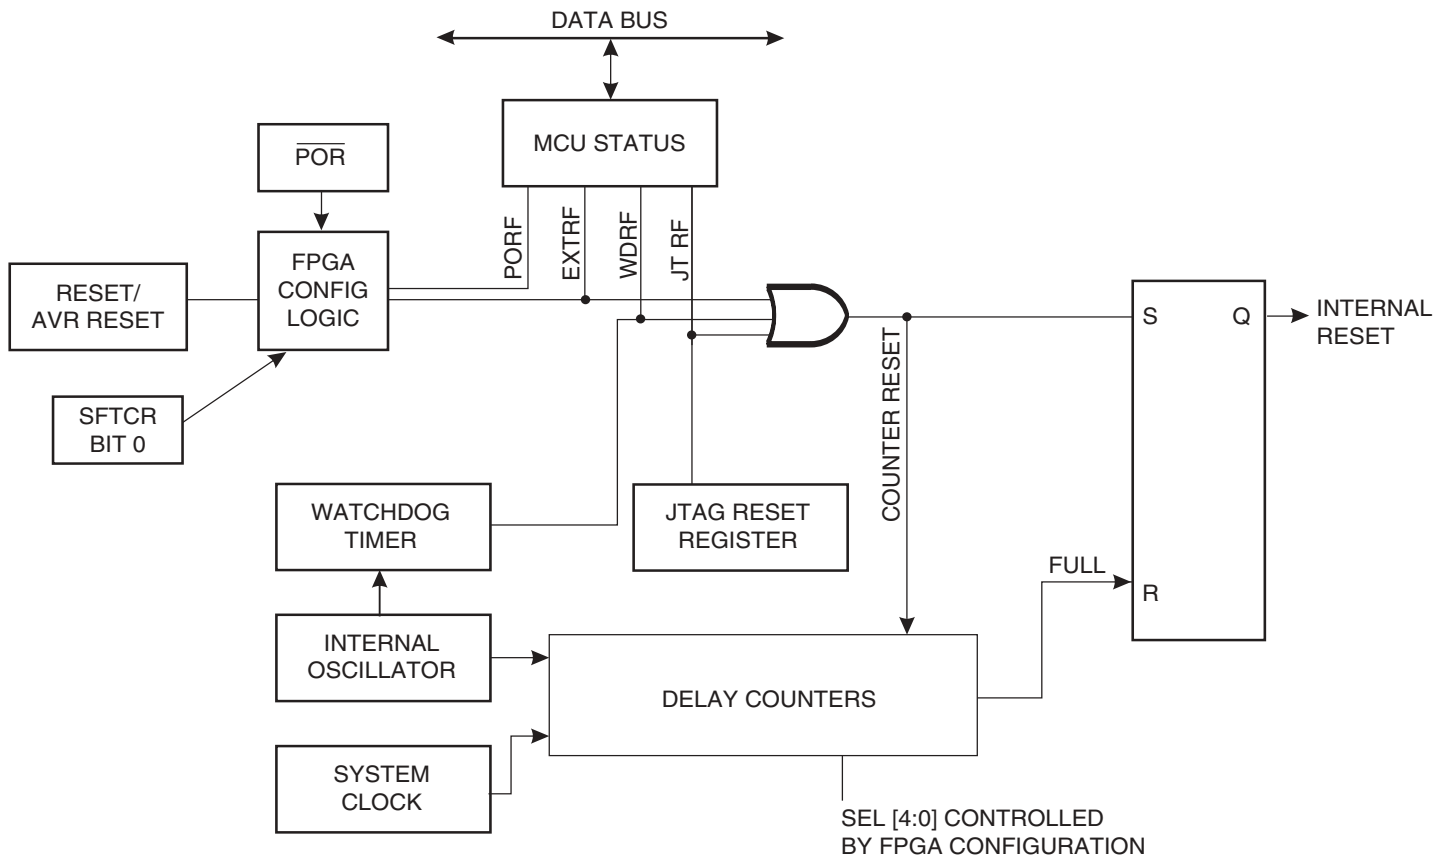 DATA BUS
MCU STATUS
POR
FPGA
CONFIG
LOGIC
RESET/
AVR RESET
SFTCR
BIT 0
PORF
EXTRF
WDRF
JT RF
S
Q
INTERNAL
RESET
COUNTER RESET
WATCHDOG
TIMER
JTAG RESET
REGISTER
FULL
R
INTERNAL
OSCILLATOR
DELAY COUNTERS
SYSTEM
CLOCK
SEL [4:0] CONTROLLED
BY FPGA CONFIGURATION